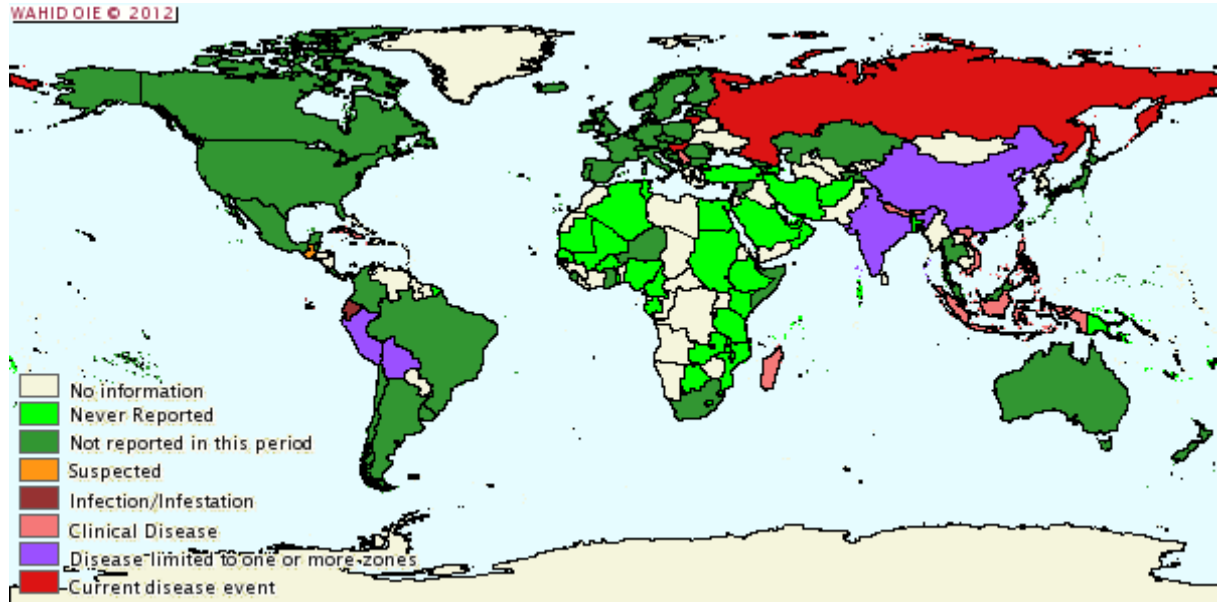 WAHID OIE © 2012
No information
Never Reported
Not reported in this period
Suspected
Infection/Infestation
Clinical Disease
Disease limited to one or more zones
Current disease event